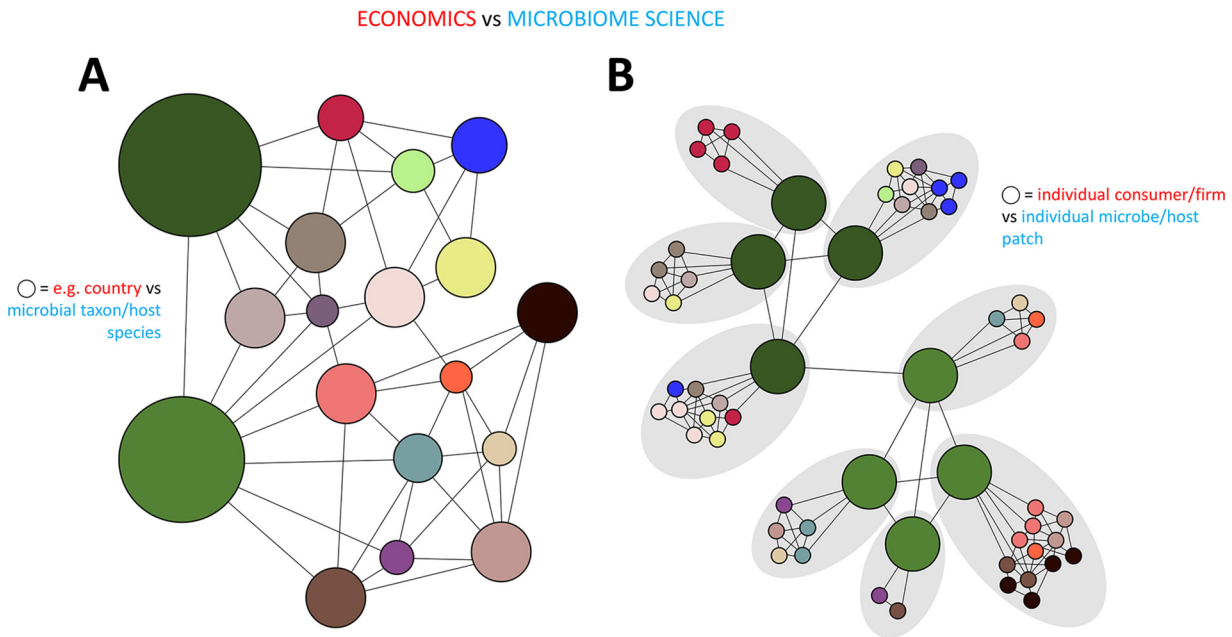 ECONOMICS vs MICROBIOME SCIENCE
A
B
= e.g. country vs
microbial taxon/host
species
= individual consumer/firm
vs individual microbe/host
patch